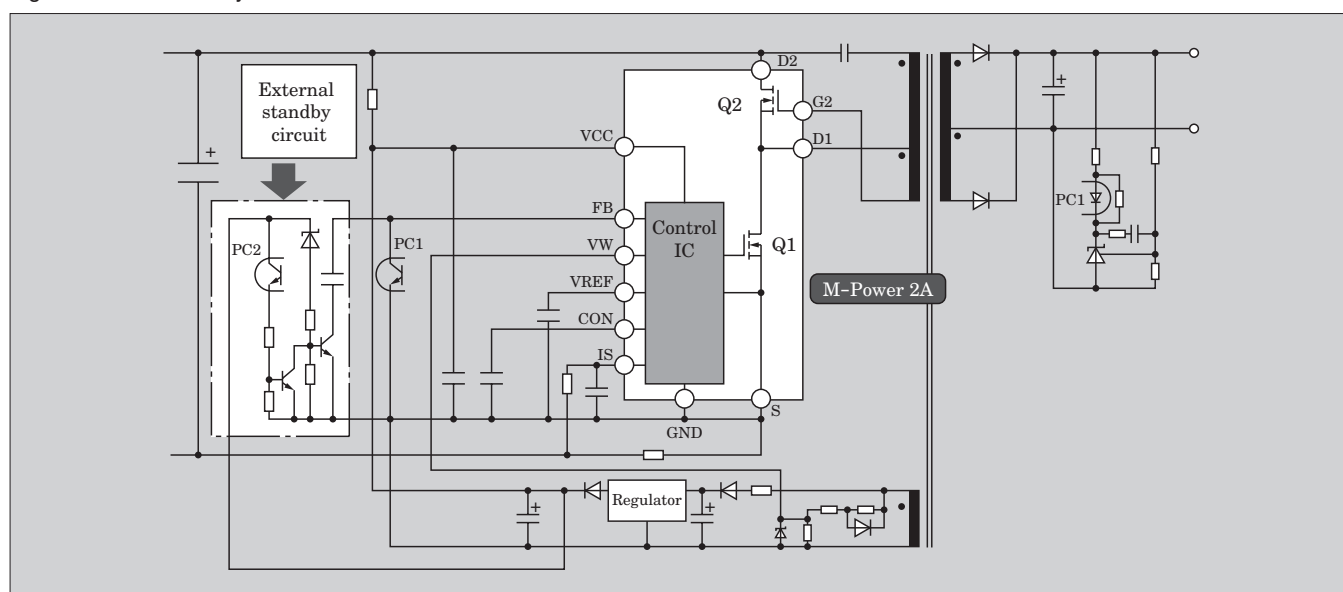 External
standby
circuit
D2
Q2
G2
VCC
D1
FB
PC2
PC1
VW
Control
IC
Q1
PC1
VREF
M-Power 2A
CON
IS
S
GND
Regulator